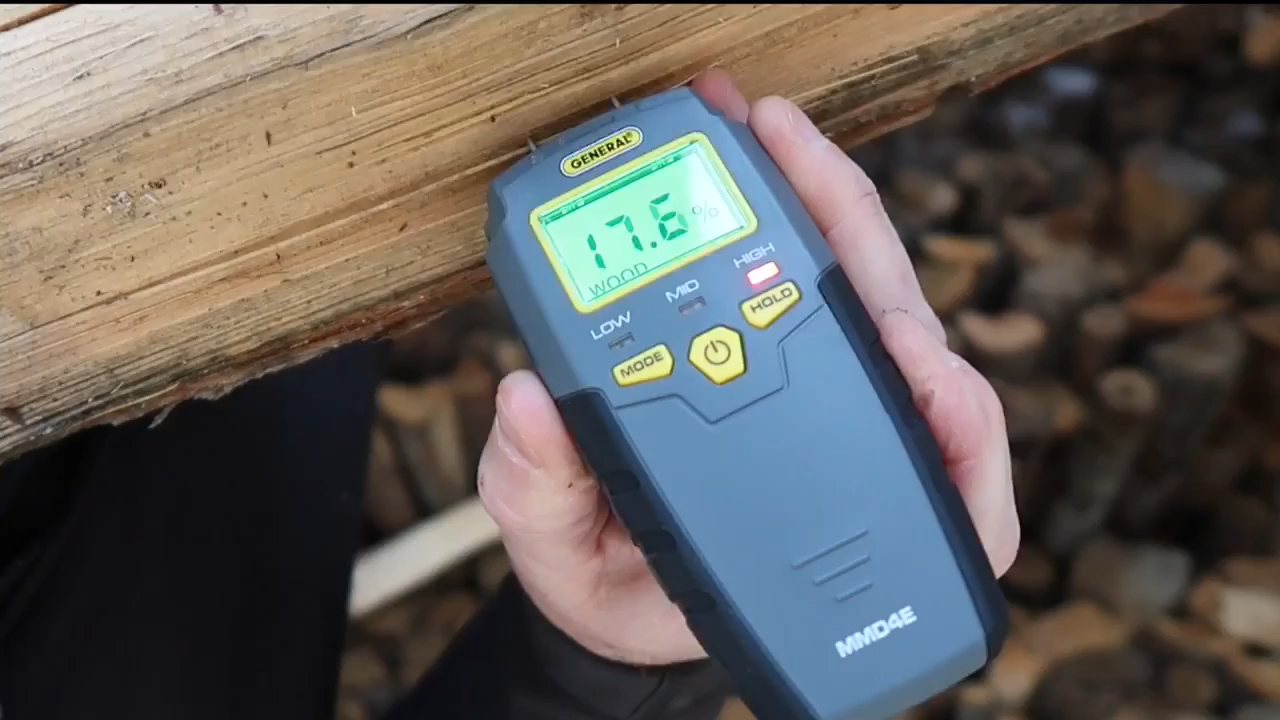 GENERAL®
17.6 %
WOOD
LOW MID HIGH
MODE HOLD
MMD4E